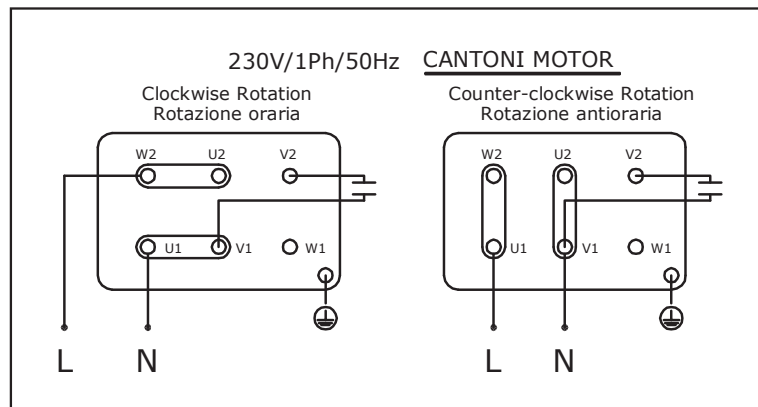 230V/1Ph/50Hz CANTONI MOTOR
Clockwise Rotation
Rotazione oraria
W2 U2 V2
U1 V1 W1
L N
Counter-clockwise Rotation
Rotazione antioraria
W2 U2 V2
U1 V1 W1
L N